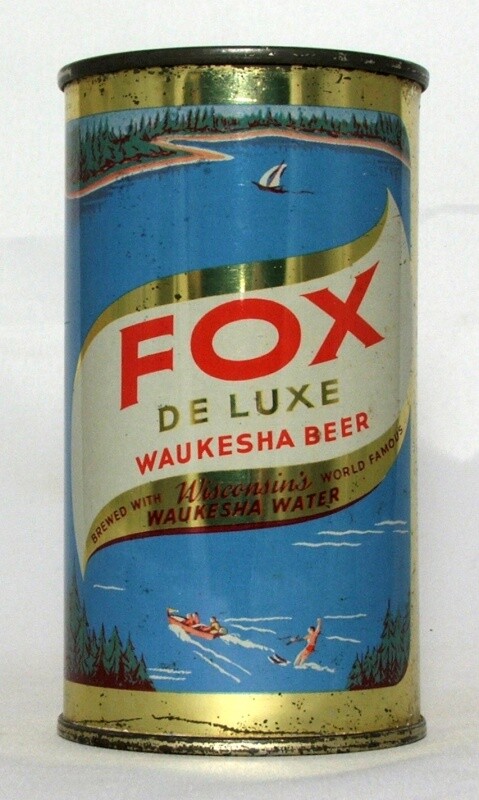 FOX
DE LUXE
WAUKESHA BEER
BREWED WITH Wisconsin's WORLD FAMOUS
WAUKESHA WATER